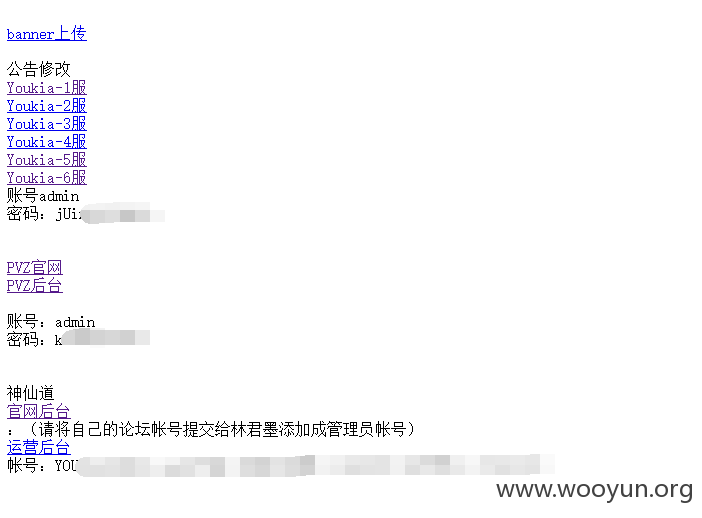 banner上传
公告修改
Youkia-1服
Youkia-2服
Youkia-3服
Youkia-4服
Youkia-5服
Youkia-6服
账号admin
密码：jUi
PVZ官网
PVZ后台
账号：admin
密码：k
神仙道
官网后台
：（请将自己的论坛帐号提交给林君墨添加成管理员帐号）
运营后台
帐号：YOU
www.wooyun.org